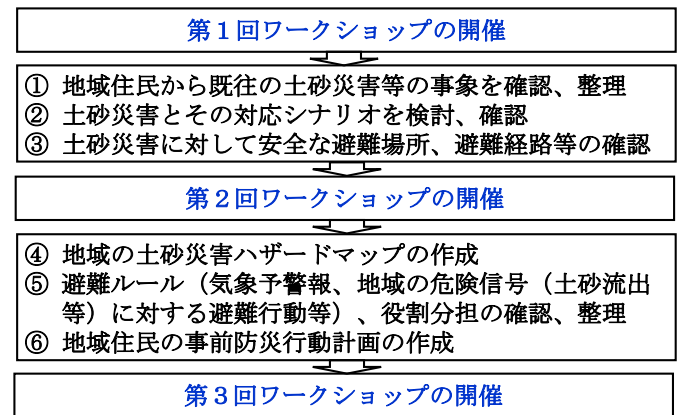 第１回ワークショップの開催
① 地域住民から既往の土砂災害等の事象を確認、整理
② 土砂災害とその対応シナリオを検討、確認
③ 土砂災害に対して安全な避難場所、避難経路等の確認
第２回ワークショップの開催
④ 地域の土砂災害ハザードマップの作成
⑤ 避難ルール（気象予警報、地域の危険信号（土砂流出
等）に対する避難行動等）、役割分担の確認、整理
⑥ 地域住民の事前防災行動計画の作成
第３回ワークショップの開催